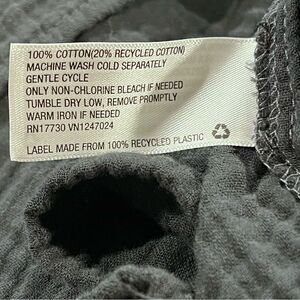 100% COTTON(20% RECYCLED COTTON)
MACHINE WASH COLD SEPARATELY
GENTLE CYCLE
ONLY NON-CHLORINE BLEACH IF NEEDED
TUMBLE DRY LOW, REMOVE PROMPTLY
WARM IRON IF NEEDED
RN17730 VN1247024
LABEL MADE FROM 100% RECYCLED PLASTIC